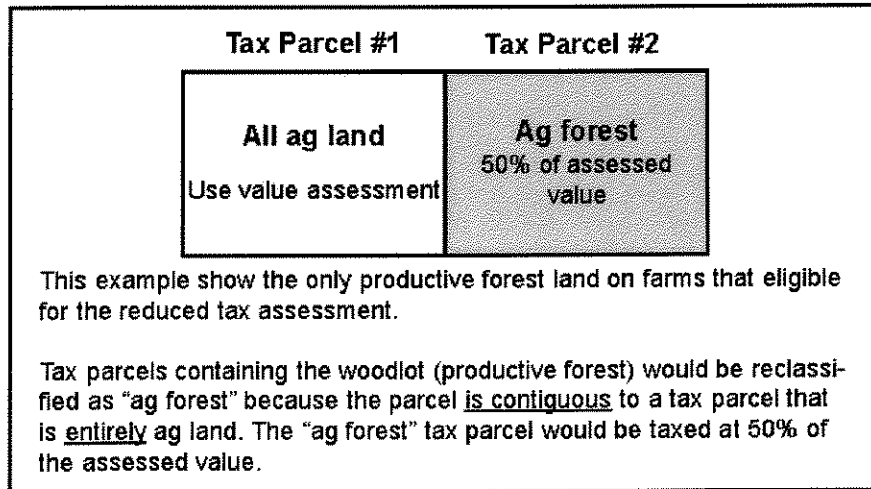 Tax Parcel #1 Tax Parcel #2
All ag land
Use value assessment
Ag forest
50% of assessed
value
This example show the only productive forest land on farms that eligible
for the reduced tax assessment.
Tax parcels containing the woodlot (productive forest) would be reclassi-
fied as “ag forest” because the parcel is contiguous to a tax parcel that
is entirely ag land. The “ag forest” tax parcel would be taxed at 50% of
the assessed value.